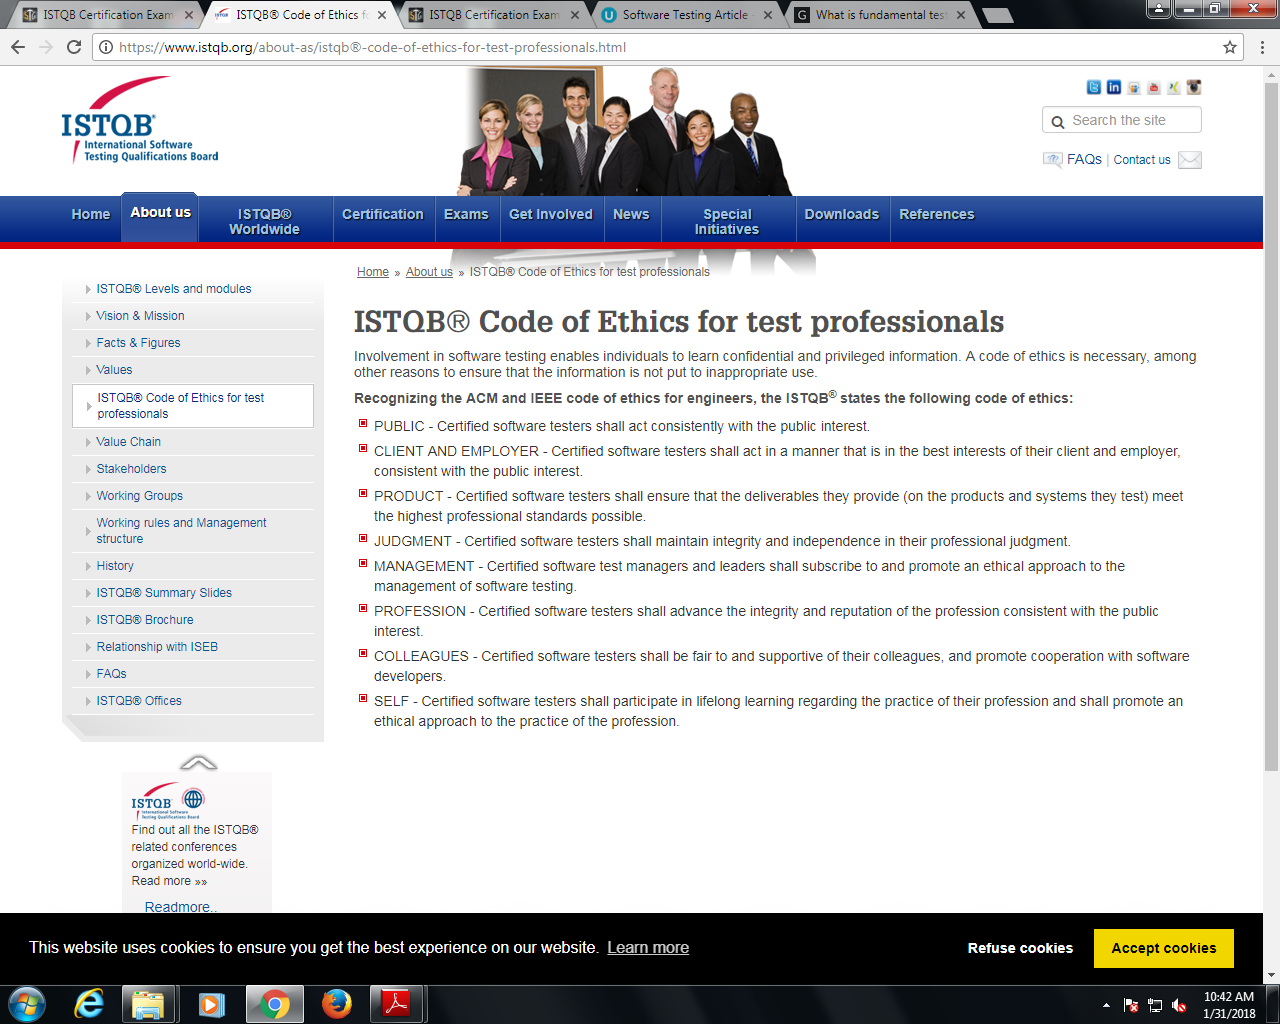 ISTQB Certification Exam
ISTQB® Code of Ethics fo
ISTQB Certification Exam
Software Testing Article
What is fundamental test
https://www.istqb.org/about-as/istqb®-code-of-ethics-for-test-professionals.html
ISTQB®
International Software
Testing Qualifications Board
Search the site
FAQs | Contact us
Home
About us
ISTQB®
Worldwide
Certification
Exams
Get Involved
News
Special
Initiatives
Downloads
References
Home » About us » ISTQB® Code of Ethics for test professionals
ISTQB® Levels and modules
Vision & Mission
Facts & Figures
Values
ISTQB® Code of Ethics for test
professionals
Value Chain
Stakeholders
Working Groups
Working rules and Management
structure
History
ISTQB® Summary Slides
ISTQB® Brochure
Relationship with ISEB
FAQs
ISTQB® Offices
ISTQB® Code of Ethics for test professionals
Involvement in software testing enables individuals to learn confidential and privileged information. A code of ethics is necessary, among
other reasons to ensure that the information is not put to inappropriate use.
Recognizing the ACM and IEEE code of ethics for engineers, the ISTQB® states the following code of ethics:
PUBLIC - Certified software testers shall act consistently with the public interest.
CLIENT AND EMPLOYER - Certified software testers shall act in a manner that is in the best interests of their client and employer,
consistent with the public interest.
PRODUCT - Certified software testers shall ensure that the deliverables they provide (on the products and systems they test) meet
the highest professional standards possible.
JUDGMENT - Certified software testers shall maintain integrity and independence in their professional judgment.
MANAGEMENT - Certified software test managers and leaders shall subscribe to and promote an ethical approach to the
management of software testing.
PROFESSION - Certified software testers shall advance the integrity and reputation of the profession consistent with the public
interest.
COLLEAGUES - Certified software testers shall be fair to and supportive of their colleagues, and promote cooperation with software
developers.
SELF - Certified software testers shall participate in lifelong learning regarding the practice of their profession and shall promote an
ethical approach to the practice of the profession.
ISTQB®
International Software
Testing Qualifications Board
Find out all the ISTQB®
related conferences
organized world-wide.
Read more »»
Readmore..
This website uses cookies to ensure you get the best experience on our website. Learn more
Refuse cookies
Accept cookies
10:42 AM
1/31/2018